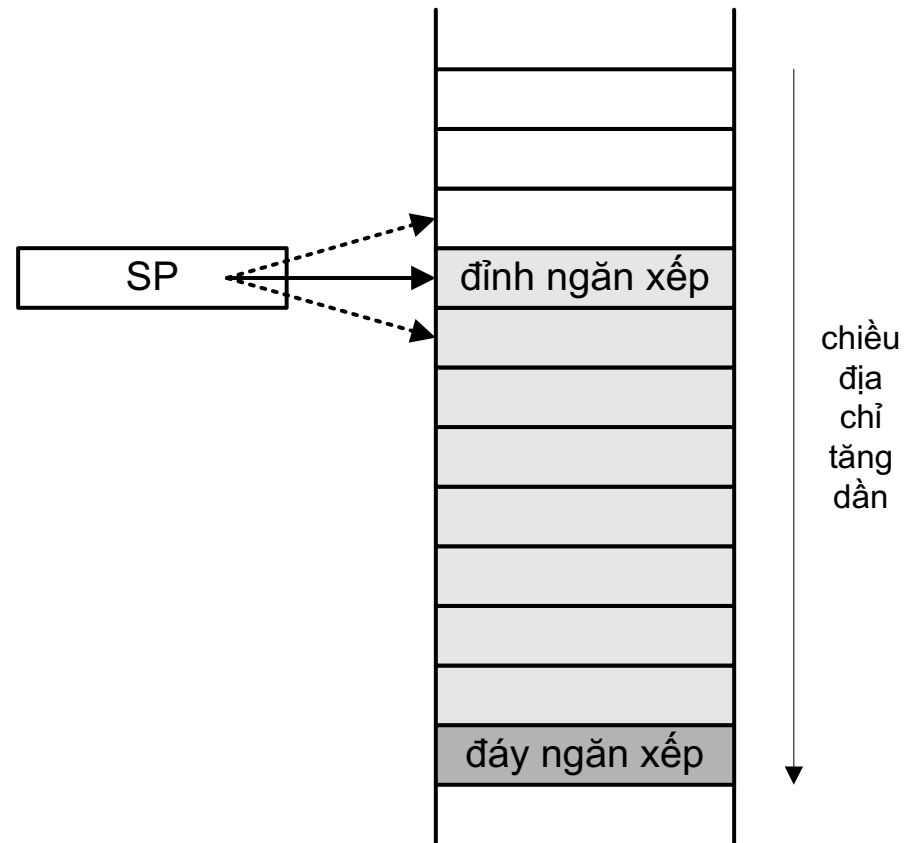 SP
đỉnh ngăn xếp
chiều
địa
chỉ
tăng
dần
đáy ngăn xếp